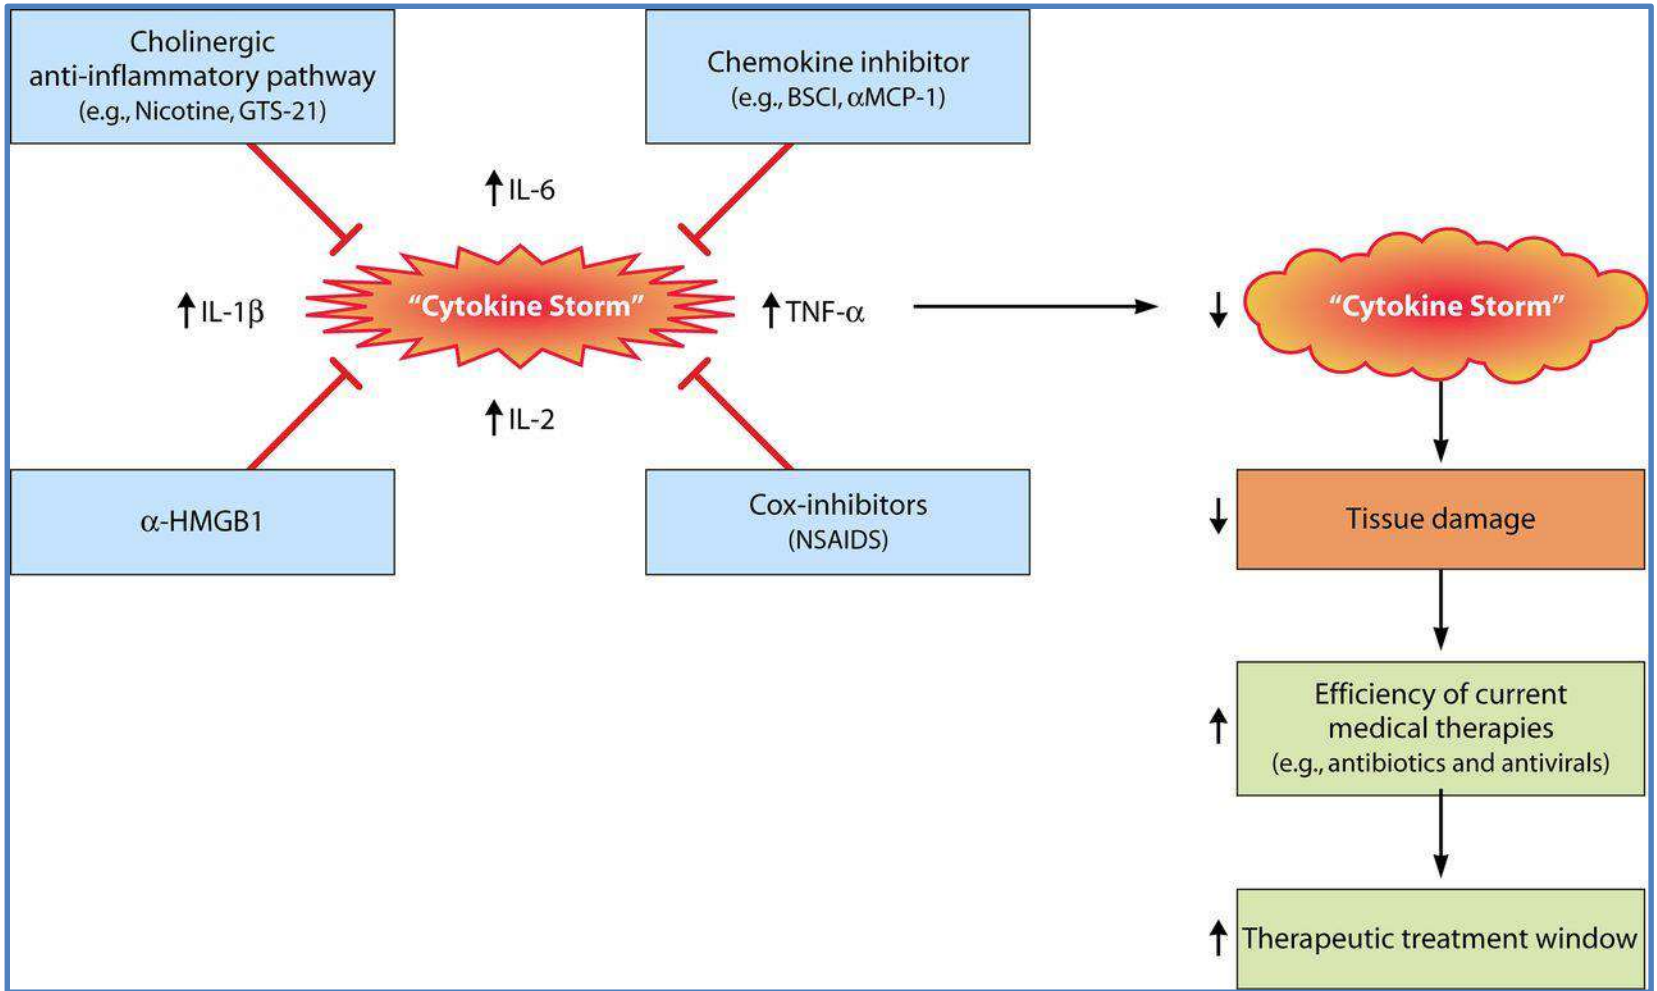 Cholinergic
anti-inflammatory pathway
(e.g., Nicotine, GTS-21)
Chemokine inhibitor
(e.g., BSCI, αMCP-1)
↑ IL-6
↑ IL-1β
“Cytokine Storm”
↑ TNF-α
↓ “Cytokine Storm”
↑ IL-2
α-HMGB1
Cox-inhibitors
(NSAIDS)
↓ Tissue damage
↑ Efficiency of current
medical therapies
(e.g., antibiotics and antivirals)
↑ Therapeutic treatment window